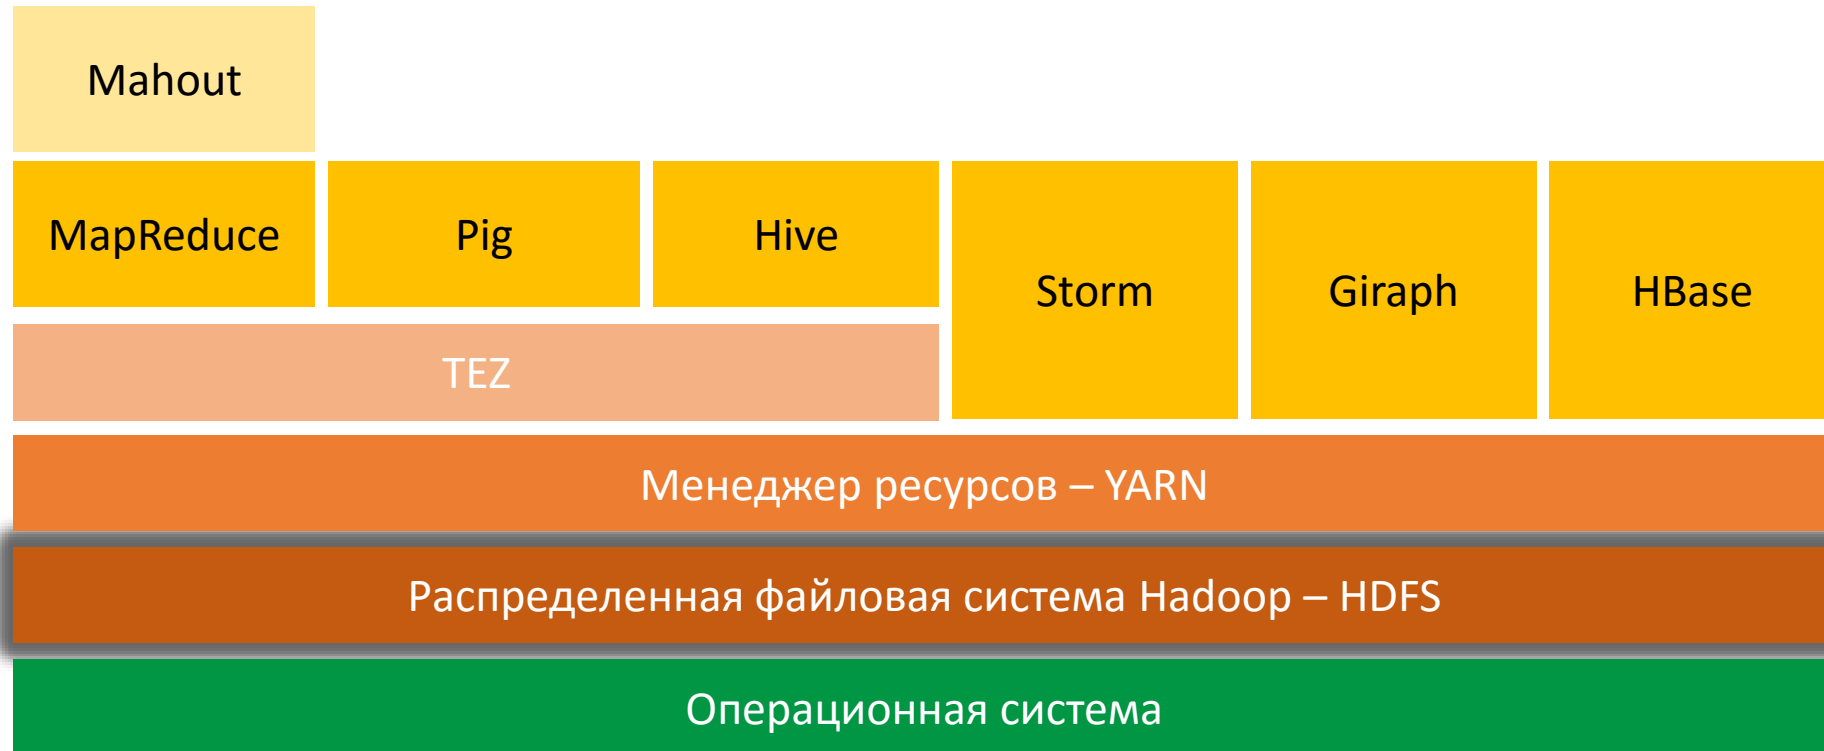 Mahout
MapReduce
Pig
Hive
Storm
Giraph
HBase
TEZ
Менеджер ресурсов – YARN
Распределенная файловая система Hadoop – HDFS
Операционная система